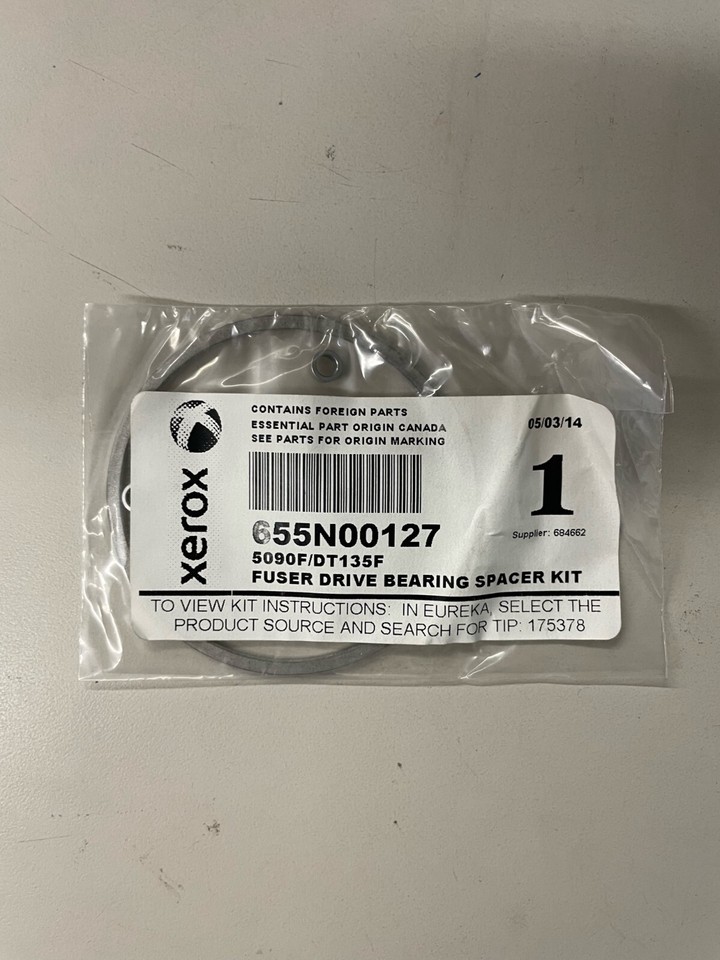 xerox
CONTAINS FOREIGN PARTS
ESSENTIAL PART ORIGIN CANADA
SEE PARTS FOR ORIGIN MARKING
05/03/14
1
Supplier: 684662
655N00127
5090F/DT135F
FUSER DRIVE BEARING SPACER KIT
TO VIEW KIT INSTRUCTIONS: IN EUREKA, SELECT THE
PRODUCT SOURCE AND SEARCH FOR TIP: 175378